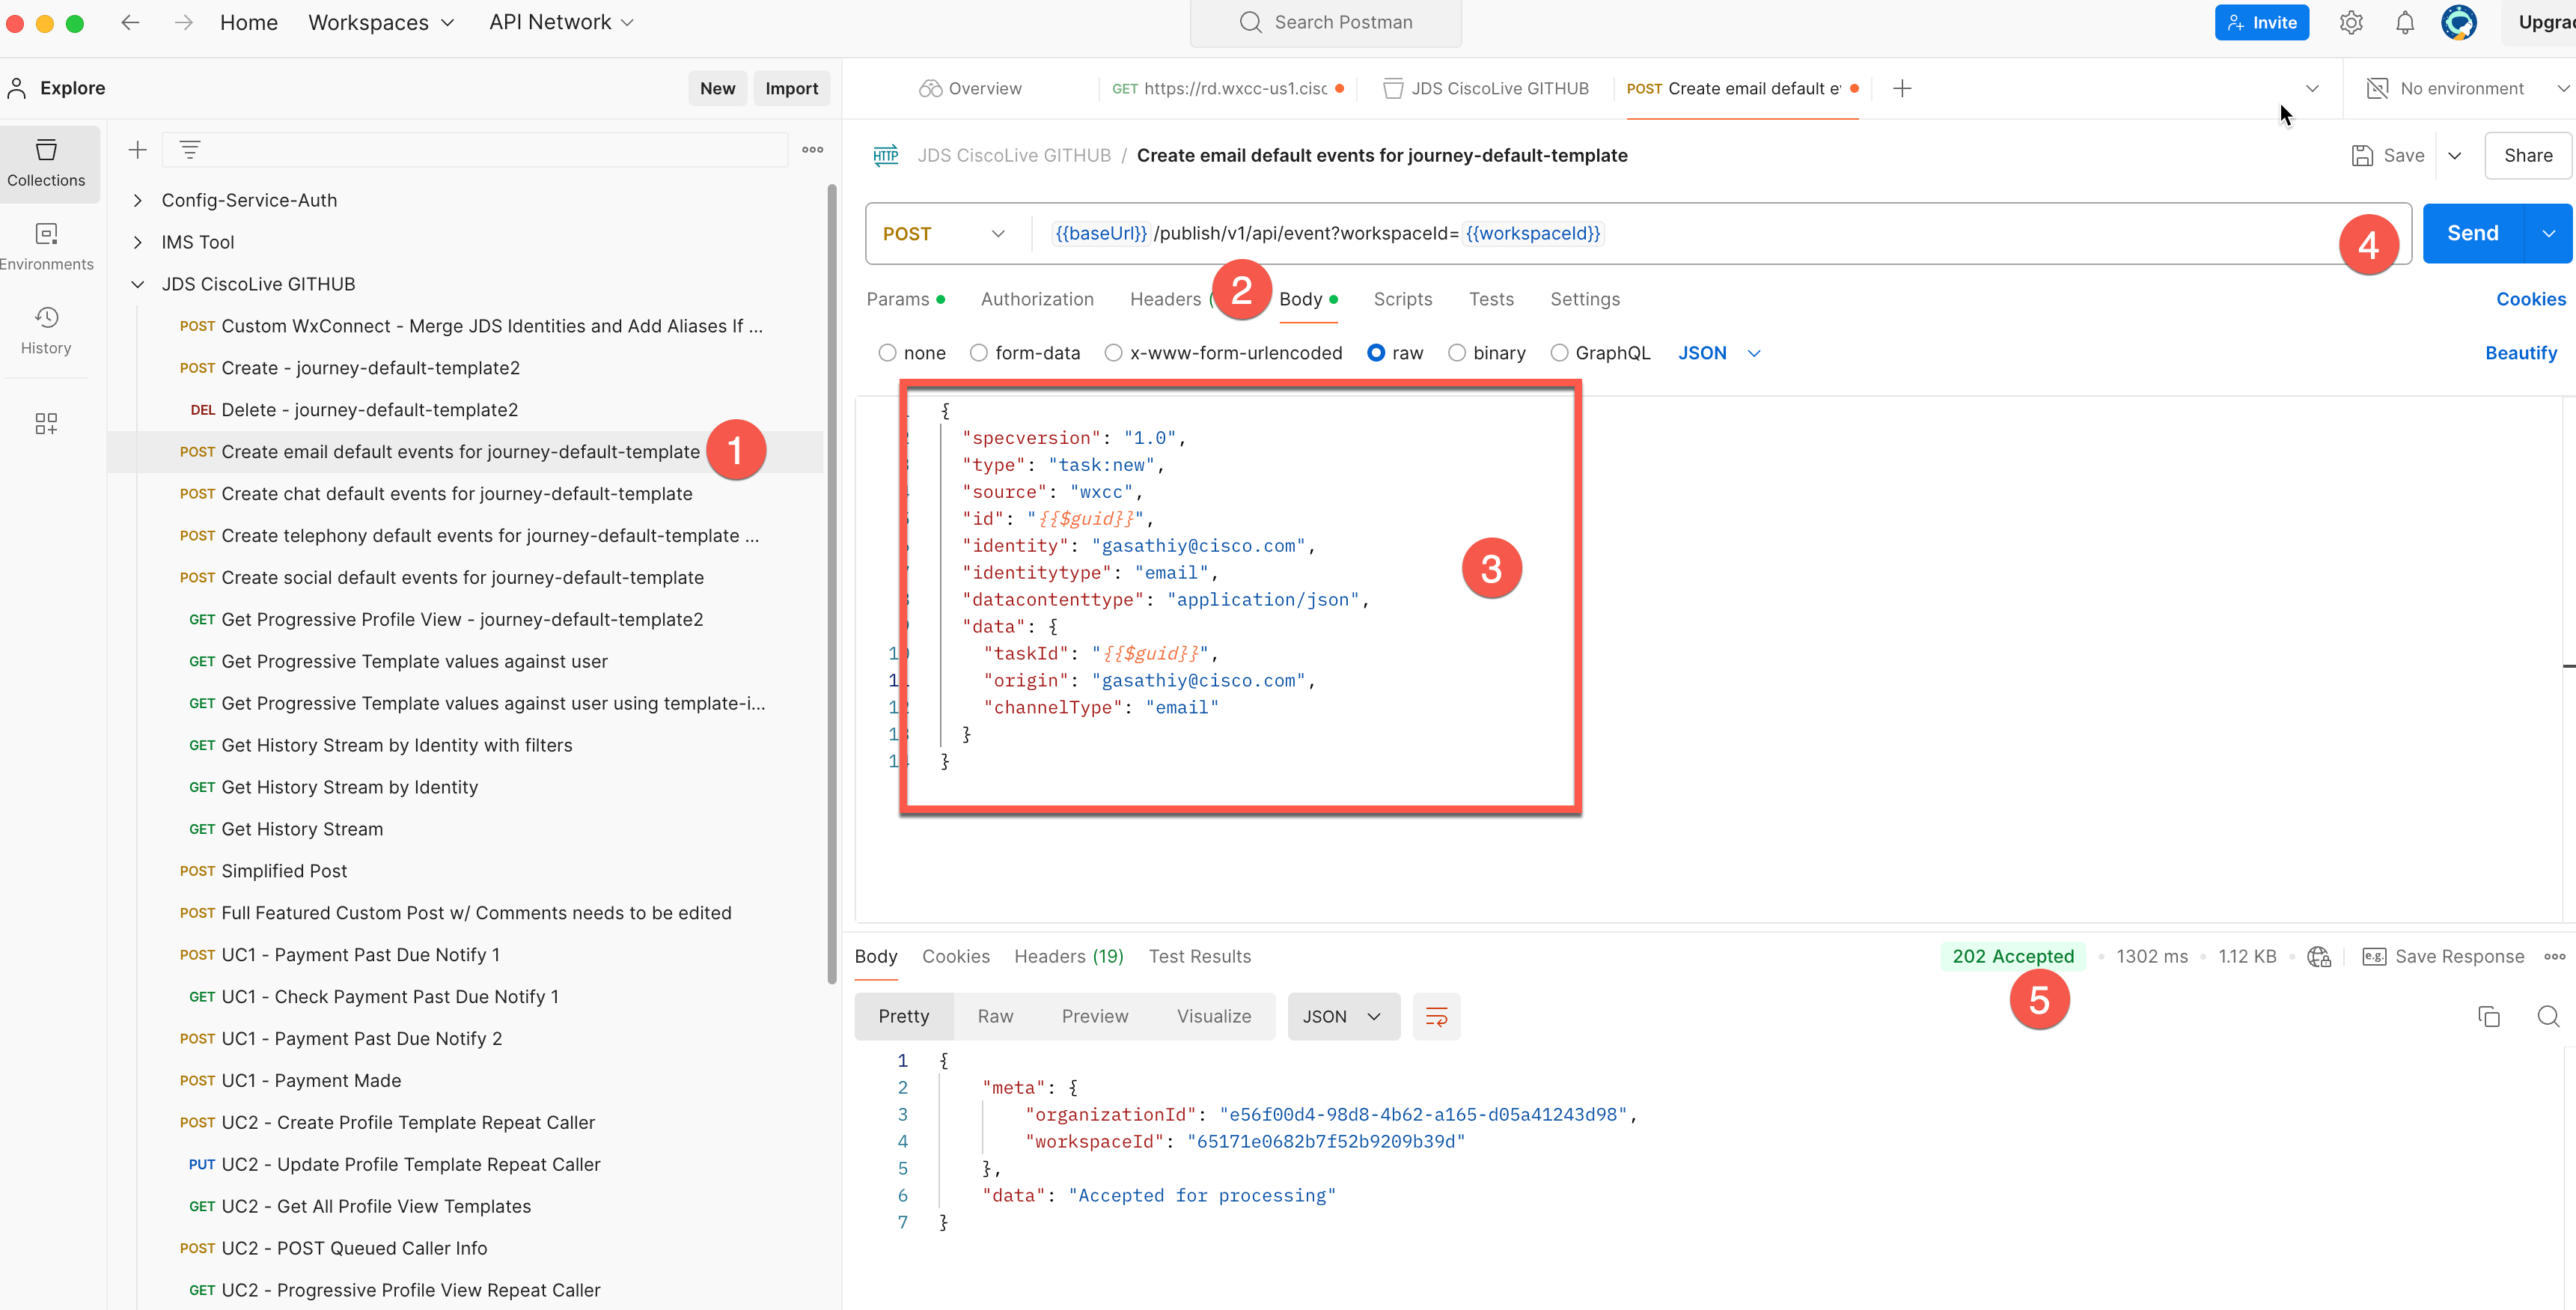 Home Workspaces API Network Search Postman Invite
Explore New Import Overview GET https://rd.wxcc-us1.cisc JDS CiscoLive GITHUB POST Create email default No environment
Collections
Environments
History
Config-Service-Auth
IMS Tool
JDS CiscoLive GITHUB
POST Custom WxConnect - Merge JDS Identities and Add Aliases If ...
POST Create - journey-default-template2
DEL Delete - journey-default-template2
POST Create email default events for journey-default-template 1
POST Create chat default events for journey-default-template
POST Create telephony default events for journey-default-template ...
POST Create social default events for journey-default-template
GET Get Progressive Profile View - journey-default-template2
GET Get Progressive Template values against user
GET Get Progressive Template values against user using template-i...
GET Get History Stream by Identity with filters
GET Get History Stream by Identity
GET Get History Stream
POST Simplified Post
POST Full Featured Custom Post w/ Comments needs to be edited
POST UC1 - Payment Past Due Notify 1
GET UC1 - Check Payment Past Due Notify 1
POST UC1 - Payment Past Due Notify 2
POST UC1 - Payment Made
POST UC2 - Create Profile Template Repeat Caller
PUT UC2 - Update Profile Template Repeat Caller
GET UC2 - Get All Profile View Templates
POST UC2 - POST Queued Caller Info
GET UC2 - Progressive Profile View Repeat Caller
HTTP JDS CiscoLive GITHUB / Create email default events for journey-default-template Save Share
POST {{baseUrl}} /publish/v1/api/event?workspaceId= {{workspaceId}} 4 Send
Params Authorization Headers ( 2 Body Scripts Tests Settings Cookies
none form-data x-www-form-urlencoded raw binary GraphQL JSON Beautify
{
"specversion": "1.0",
"type": "task:new",
"source": "wxcc",
"id": "{{$guid}}",
"identity": "gasathiy@cisco.com", 3
"identitytype": "email",
"datacontenttype": "application/json",
"data": {
"taskId": "{{$guid}}",
"origin": "gasathiy@cisco.com",
"channelType": "email"
}
}
Body Cookies Headers (19) Test Results 202 Accepted 1302 ms 1.12 KB e.g. Save Response
5
Pretty Raw Preview Visualize JSON
1 {
2 "meta": {
3 "organizationId": "e56f00d4-98d8-4b62-a165-d05a41243d98",
4 "workspaceId": "65171e0682b7f52b9209b39d"
5 },
6 "data": "Accepted for processing"
7 }